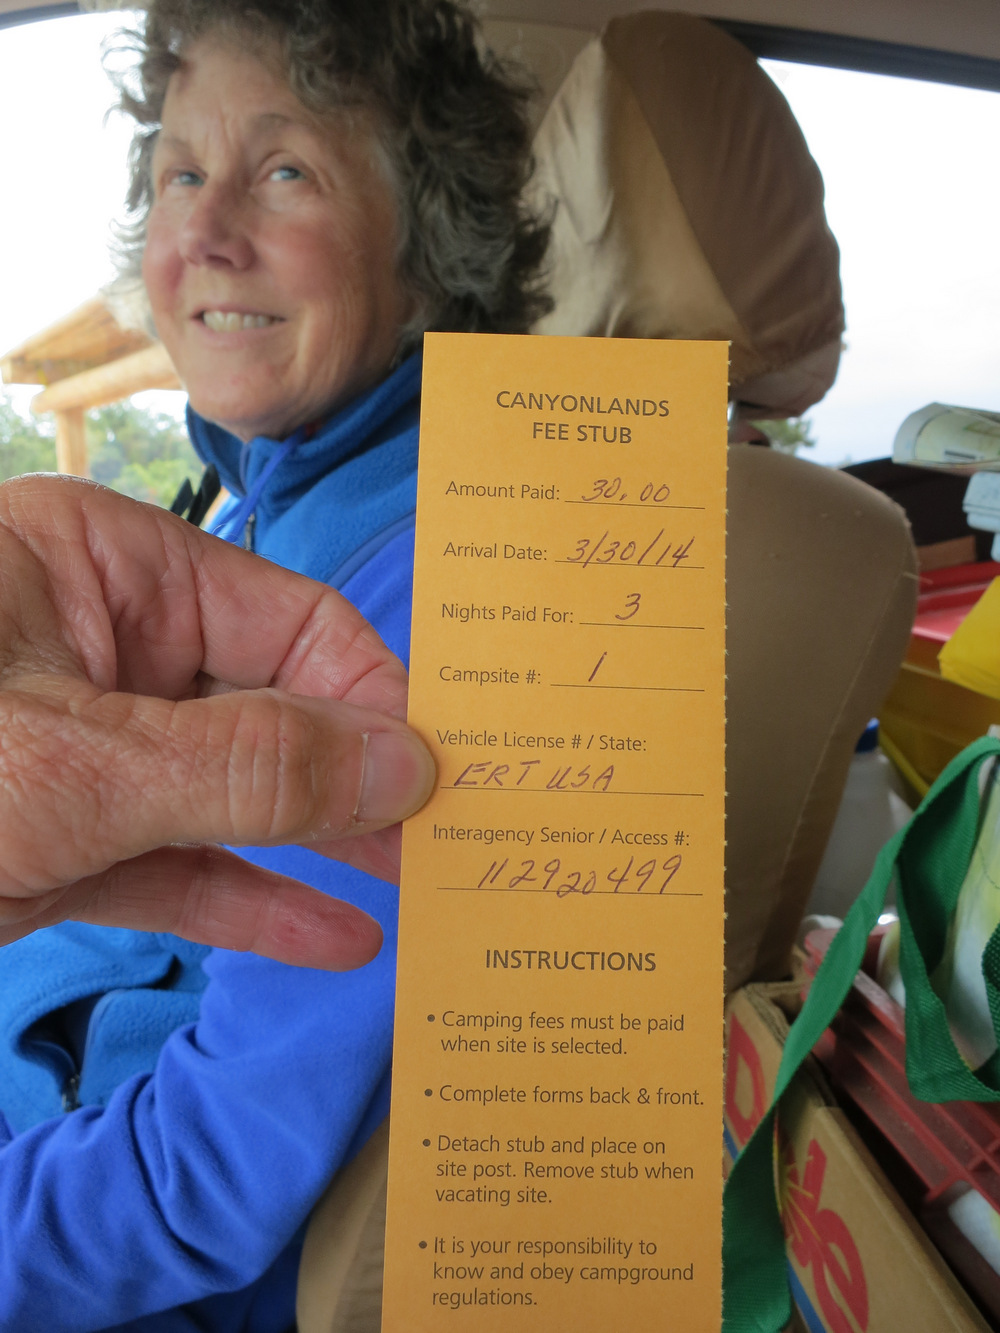 CANYONLANDS
FEE STUB
Amount Paid: 30.00
Arrival Date: 3/30/14
Nights Paid For: 3
Campsite #: 1
Vehicle License # / State:
ERT USA
Interagency Senior / Access #:
112920499
INSTRUCTIONS
• Camping fees must be paid
when site is selected.
• Complete forms back & front.
• Detach stub and place on
site post. Remove stub when
vacating site.
• It is your responsibility to
know and obey campground
regulations.